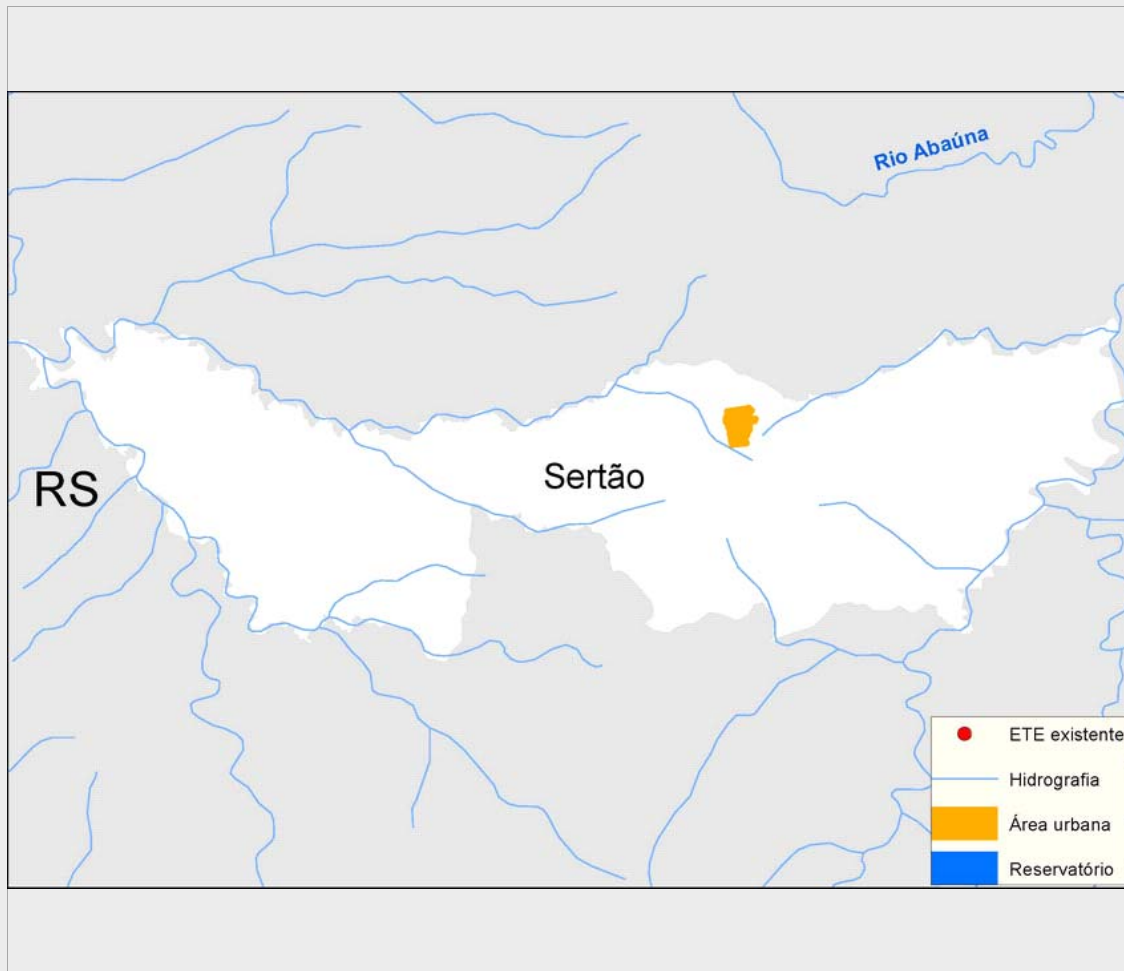 Rio Abaúna
Sertão
RS
ETE existente
Hidrografia
Área urbana
Reservatório